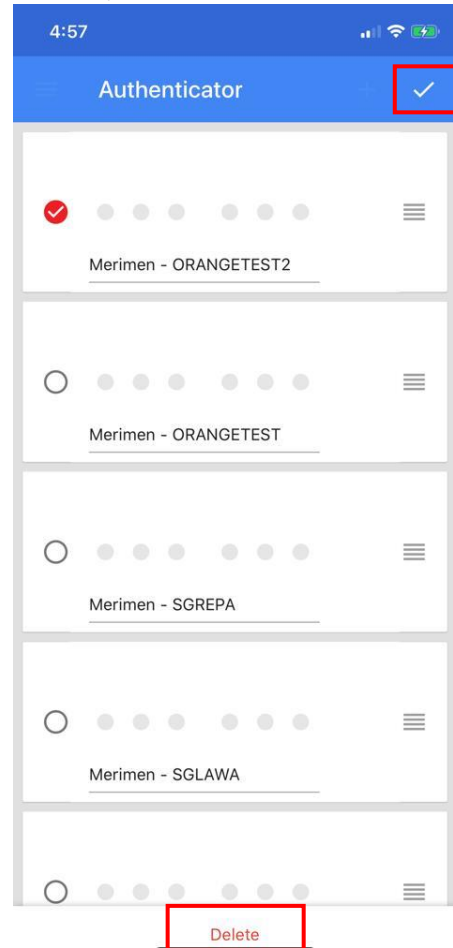 4:57
Authenticator
Merimen - ORANGETEST2
Merimen - ORANGETEST
Merimen - SGREPA
Merimen - SGLAWA
Delete